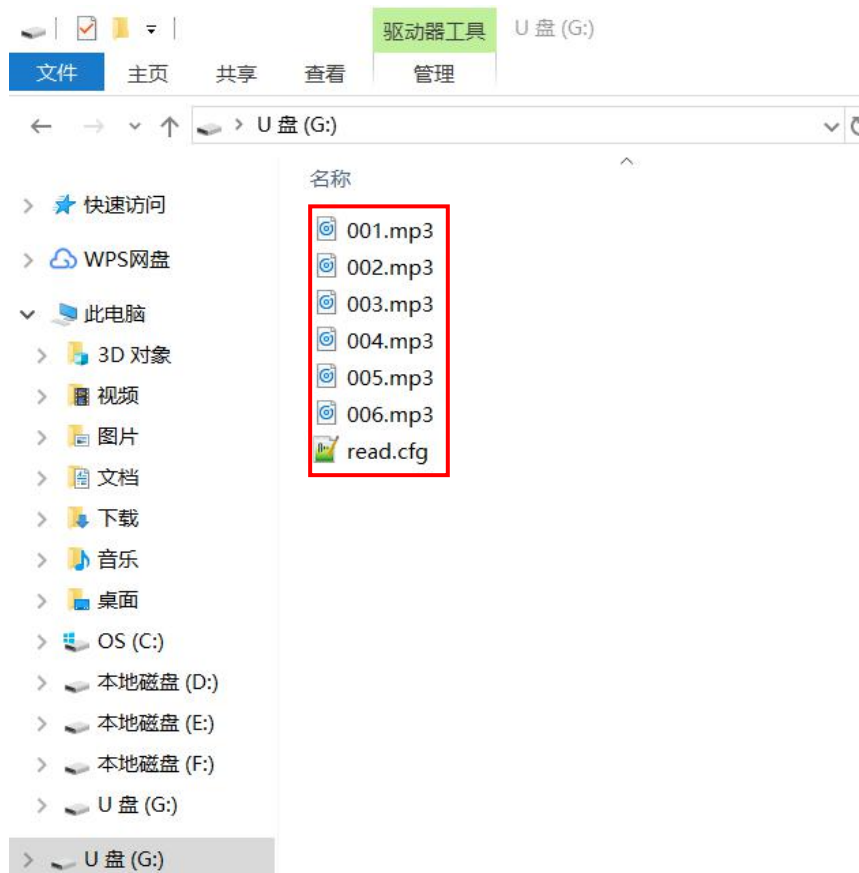 驱动器工具 U 盘 (G:)
文件 主页 共享 查看 管理
U 盘 (G:)
名称
001.mp3
002.mp3
003.mp3
004.mp3
005.mp3
006.mp3
read.cfg
快速访问
WPS网盘
此电脑
3D 对象
视频
图片
文档
下载
音乐
桌面
OS (C:)
本地磁盘 (D:)
本地磁盘 (E:)
本地磁盘 (F:)
U 盘 (G:)
U 盘 (G:)